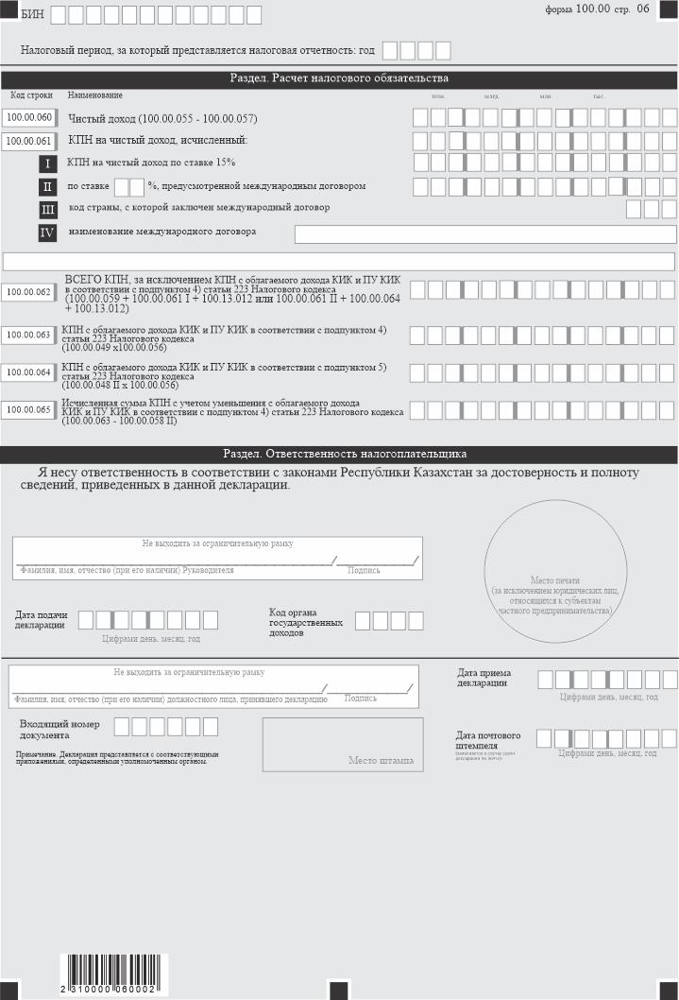 БИН
форма 100.00 стр. 06
Налоговый период, за который представляется налоговая отчетность: год
Раздел. Расчет налогового обязательства
Код строки Наименование трлн. млрд. млн. тыс.
100.00.060 Чистый доход (100.00.055 - 100.00.057)
100.00.061 КПН на чистый доход, исчисленный:
I КПН на чистый доход по ставке 15%
II по ставке %, предусмотренной международным договором
III код страны, с которой заключен международный договор
IV наименование международного договора
ВСЕГО КПН, за исключением КПН с облагаемого дохода КИК и ПУ КИК
в соответствии с подпунктом 4) статьи 223 Налогового кодекса
100.00.062 (100.00.059 + 100.00.061 I + 100.13.012 или 100.00.061 II + 100.00.064
+ 100.13.012)
100.00.063 КПН с облагаемого дохода КИК и ПУ КИК в соответствии с подпунктом 4)
статьи 223 Налогового кодекса
(100.00.049 x100.00.056)
100.00.064 КПН с облагаемого дохода КИК и ПУ КИК в соответствии с подпунктом 5)
статьи 223 Налогового кодекса
(100.00.048 II x 100.00.056)
Исчисленная сумма КПН с учетом уменьшения с облагаемого дохода
100.00.065 КИК и ПУ КИК в соответствии с подпунктом 4) статьи 223 Налогового кодекса
(100.00.063 - 100.00.058 II)
Раздел. Ответственность налогоплательщика
Я несу ответственность в соответствии с законами Республики Казахстан за достоверность и полноту
сведений, приведенных в данной декларации.
Не выходить за ограничительную рамку
Фамилия, имя, отчество (при его наличии) Руководителя Подпись
Место печати
(за исключением юридических лиц,
относящихся к субъектам
частного предпринимательства)
Дата подачи
декларации
Цифрами день, месяц, год
Код органа
государственных
доходов
Не выходить за ограничительную рамку
Фамилия, имя, отчество (при его наличии) должностного лица, принявшего декларацию Подпись
Дата приема
декларации
Цифрами день, месяц, год
Входящий номер
документа
Место штампа
Дата почтового
штемпеля
(заполняется в случае сдачи
декларации по почте)
Цифрами день, месяц, год
Примечание. Декларация представляется с соответствующими
приложениями, определенными уполномоченным органом.
2 310000 060002